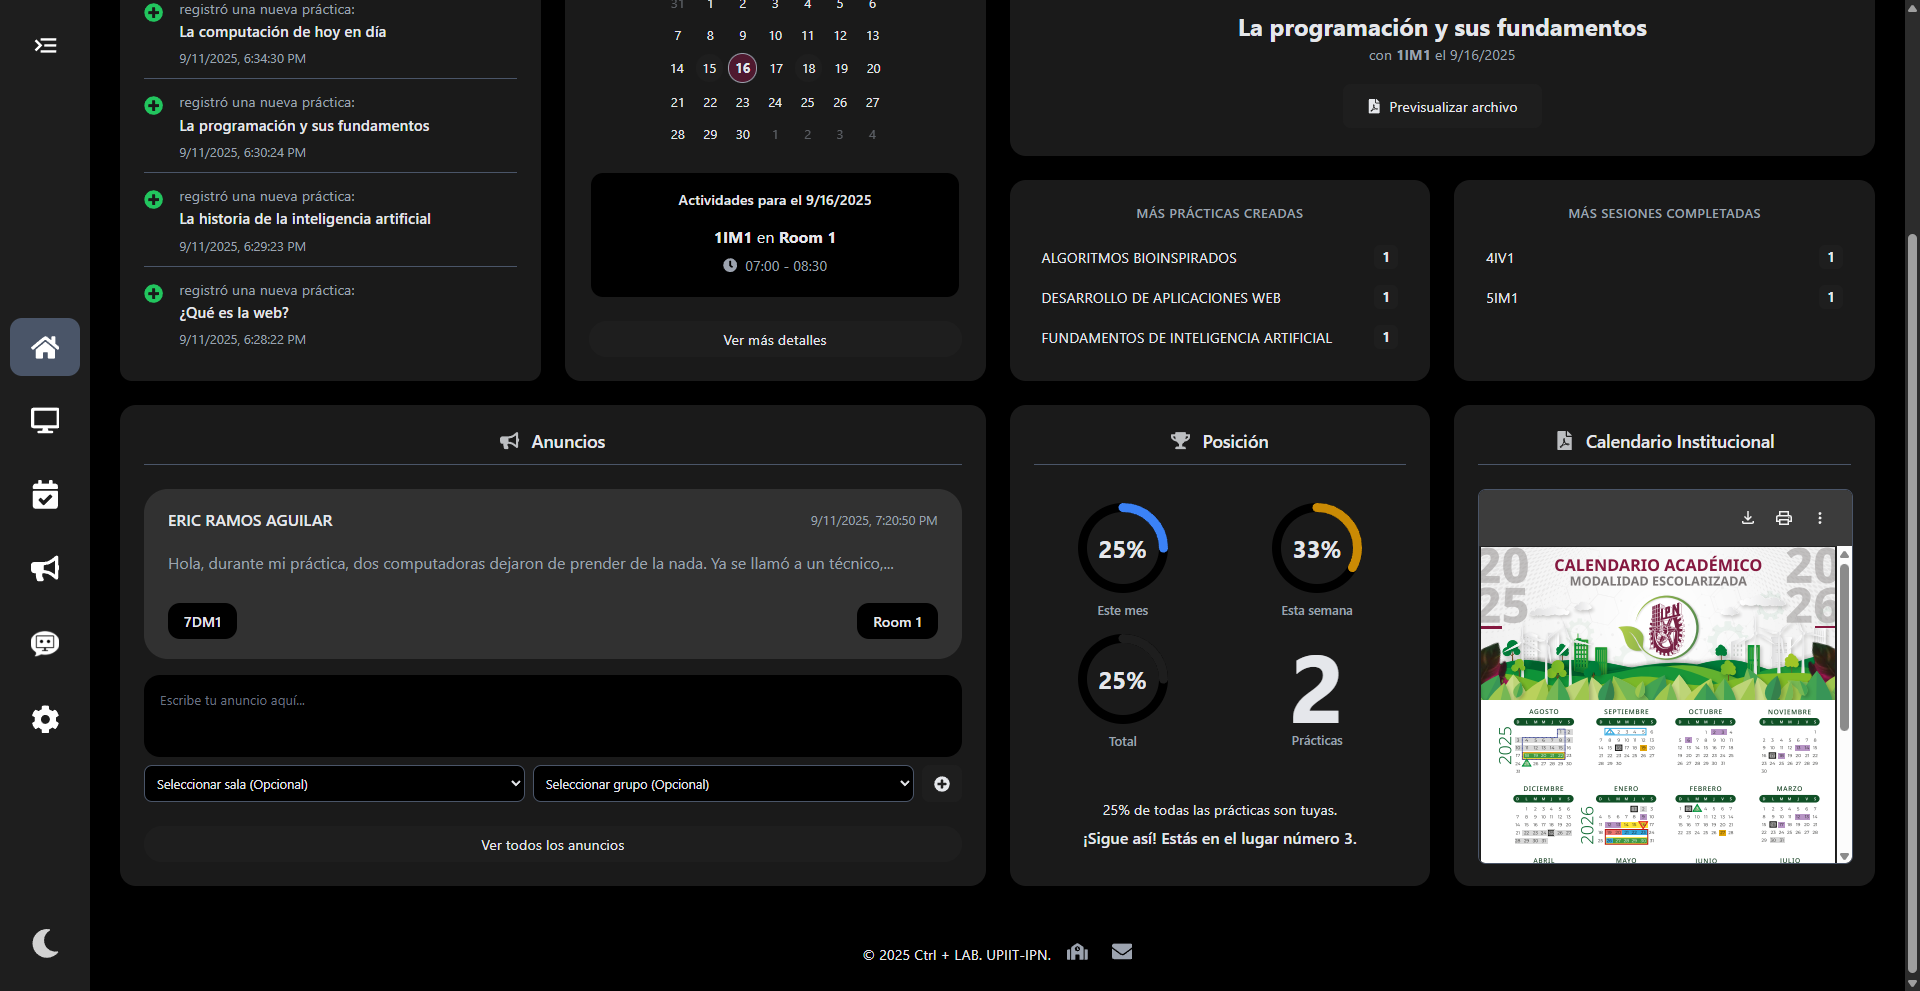 registró una nueva práctica:
La computación de hoy en día
9/11/2025, 6:34:30 PM
registró una nueva práctica:
La programación y sus fundamentos
9/11/2025, 6:30:24 PM
registró una nueva práctica:
La historia de la inteligencia artificial
9/11/2025, 6:29:23 PM
registró una nueva práctica:
¿Qué es la web?
9/11/2025, 6:28:22 PM
31 1 2 3 4 5 6
7 8 9 10 11 12 13
14 15 16 17 18 19 20
21 22 23 24 25 26 27
28 29 30 1 2 3 4
Actividades para el 9/16/2025
1IM1 en Room 1
07:00 - 08:30
Ver más detalles
La programación y sus fundamentos
con 1IM1 el 9/16/2025
Previsualizar archivo
MÁS PRÁCTICAS CREADAS
ALGORITMOS BIOINSPIRADOS 1
DESARROLLO DE APLICACIONES WEB 1
FUNDAMENTOS DE INTELIGENCIA ARTIFICIAL 1
MÁS SESIONES COMPLETADAS
4IV1 1
5IM1 1
Anuncios
ERIC RAMOS AGUILAR 9/11/2025, 7:20:50 PM
Hola, durante mi práctica, dos computadoras dejaron de prender de la nada. Ya se llamó a un técnico,...
7DM1 Room 1
Escribe tu anuncio aquí...
Seleccionar sala (Opcional) Seleccionar grupo (Opcional)
Ver todos los anuncios
Posición
25% 33%
Este mes Esta semana
25% 2
Total Prácticas
25% de todas las prácticas son tuyas.
¡Sigue así! Estás en el lugar número 3.
Calendario Institucional
2025 CALENDARIO ACADÉMICO 2026
MODALIDAD ESCOLARIZADA
IPN
2025
AGOSTO SEPTIEMBRE OCTUBRE NOVIEMBRE
2026
DICIEMBRE ENERO FEBRERO MARZO
ABRIL MAYO JUNIO JULIO
© 2025 Ctrl + LAB. UPIIT-IPN.